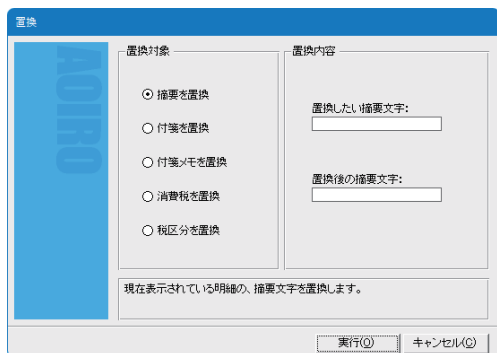 置換
AOIRO
置換対象
摘要を置換
付箋を置換
付箋メモを置換
消費税を置換
税区分を置換
置換内容
置換したい摘要文字:
置換後の摘要文字:
現在表示されている明細の、摘要文字を置換します。
実行(O)
キャンセル(C)